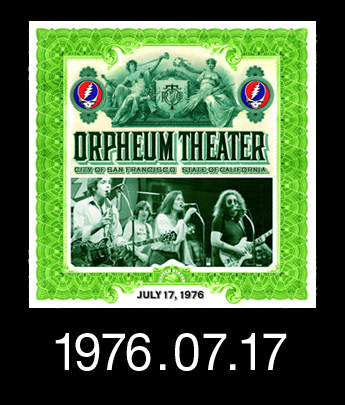 ORPHEUM THEATER
CITY OF SAN FRANCISCO STATE OF CALIFORNIA
JULY 17, 1976
1976.07.17